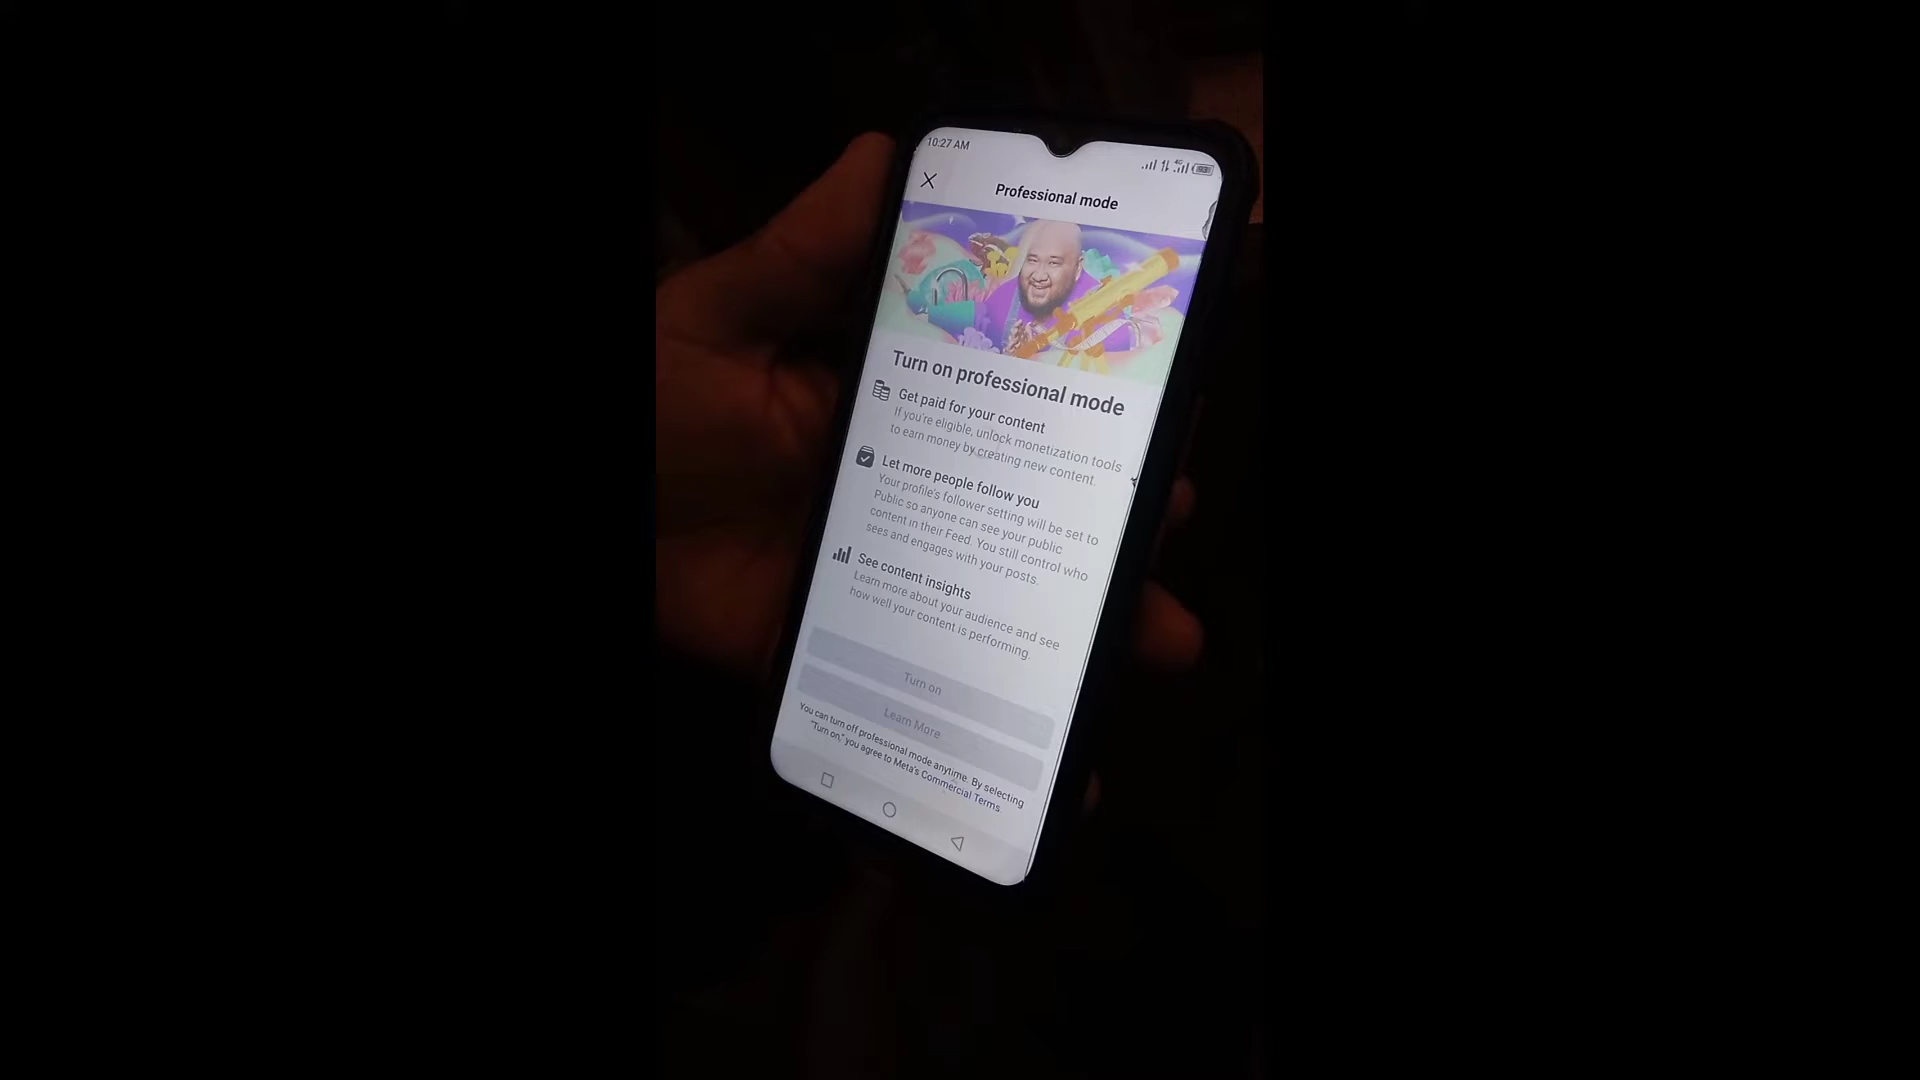 10:27 AM
4G
Professional mode
Turn on professional mode
Get paid for your content
If you're eligible, unlock monetization tools
to earn money by creating new content.
Let more people follow you
Your profile's follower setting will be set to
Public so anyone can see your public
content in their Feed. You still control who
sees and engages with your posts.
See content insights
Learn more about your audience and see
how well your content is performing.
Turn on
Learn More
You can turn off professional mode anytime. By selecting
"Turn on," you agree to Meta's Commercial Terms.